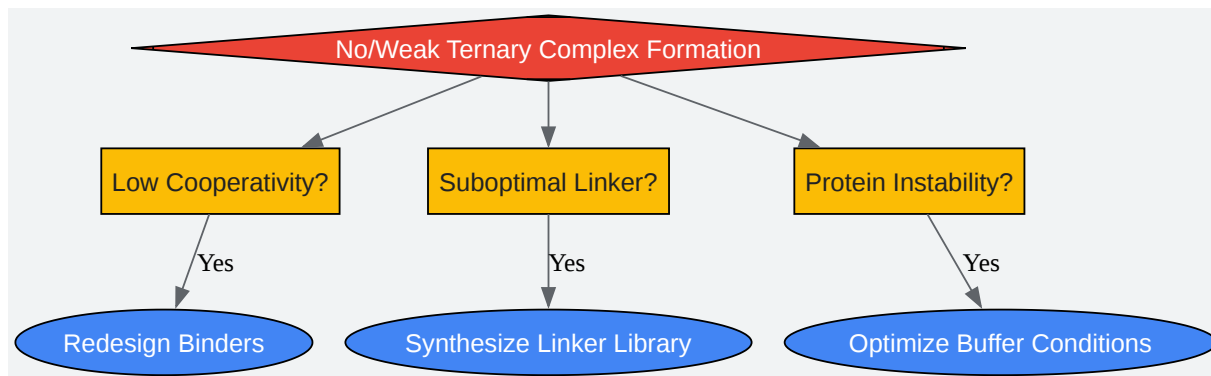 No/Weak Ternary Complex Formation
Low Cooperativity?
Suboptimal Linker?
Protein Instability?
Yes
Yes
Yes
Redesign Binders
Synthesize Linker Library
Optimize Buffer Conditions